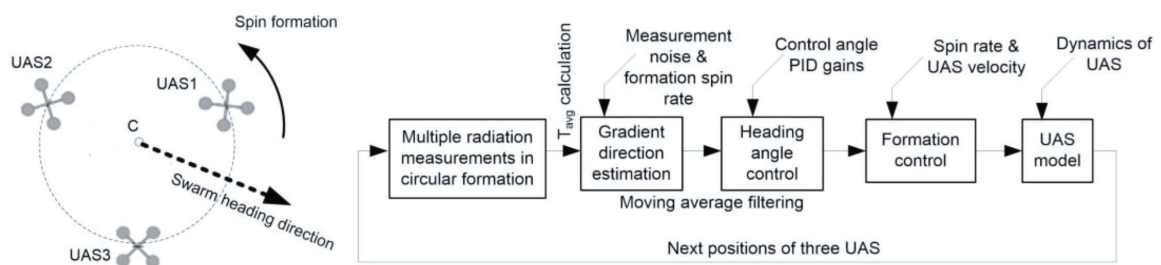 Spin formation
UAS2
UAS1
C
Swarm heading direction
UAS3
Multiple radiation
measurements in
circular formation
T_avg calculation
Measurement
noise &
formation spin
rate
Gradient
direction
estimation
Control angle
PID gains
Heading
angle
control
Moving average filtering
Spin rate &
UAS velocity
Formation
control
Dynamics of
UAS
UAS
model
Next positions of three UAS